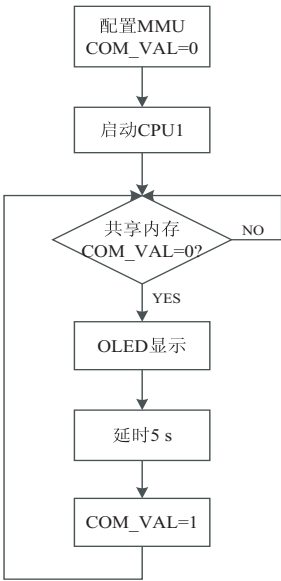 配置MMU
COM_VAL=0
启动CPU1
共享内存
COM_VAL=0?
NO
YES
OLED显示
延时5 s
COM_VAL=1